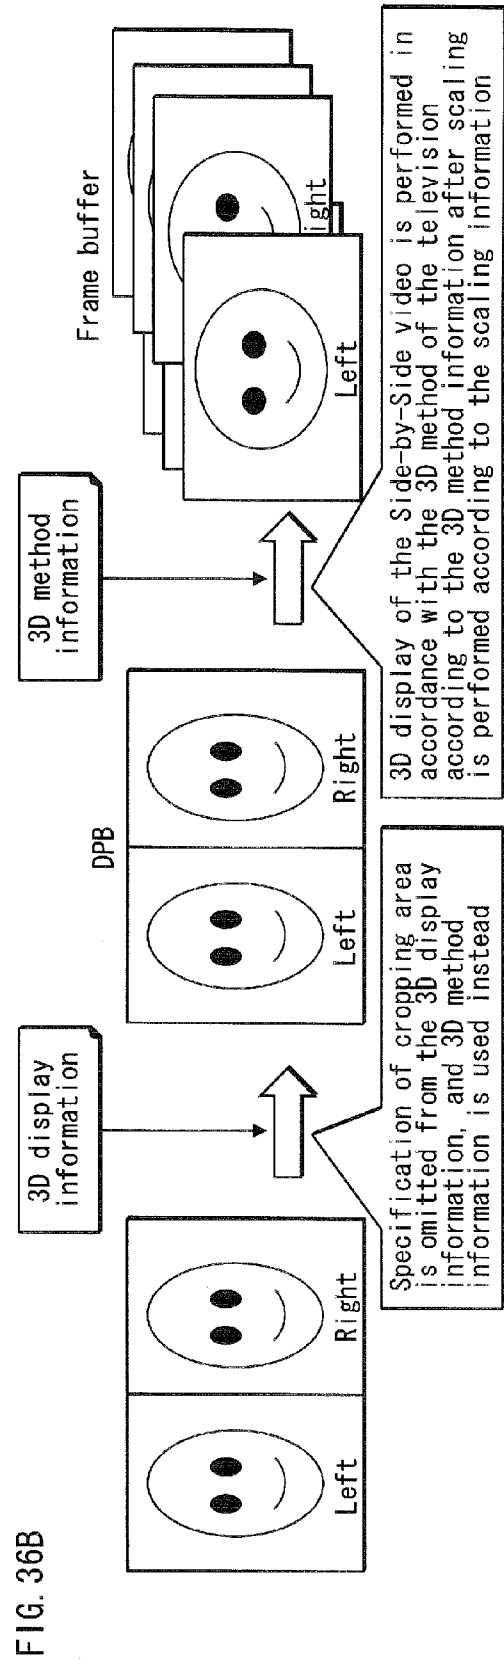 FIG. 36B
3D display
information
3D method
information
DPB
Frame buffer
Left
Right
Left
Right
Left
ight
Specification of cropping area
is omitted from the 3D display
information, and 3D method
information is used instead
3D display of the Side-by-Side video is performed in
accordance with the 3D method of the television
according to the 3D method information after scaling
is performed according to the scaling information